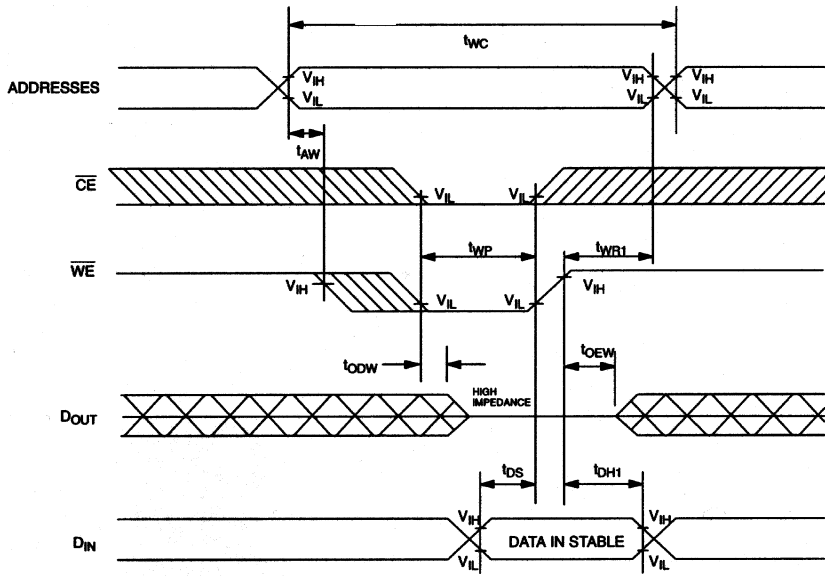 tWC
ADDRESSES
VIH
VIL
VIH
VIL
VIH
VIL
tAW
CE
VIL
VIL
tWP
tWR1
WE
VIH
VIL
VIL
VIH
tODW
tOEW
DOUT
HIGH
IMPEDANCE
tDS
tDH1
DIN
VIH
VIL
DATA IN STABLE
VIH
VIL